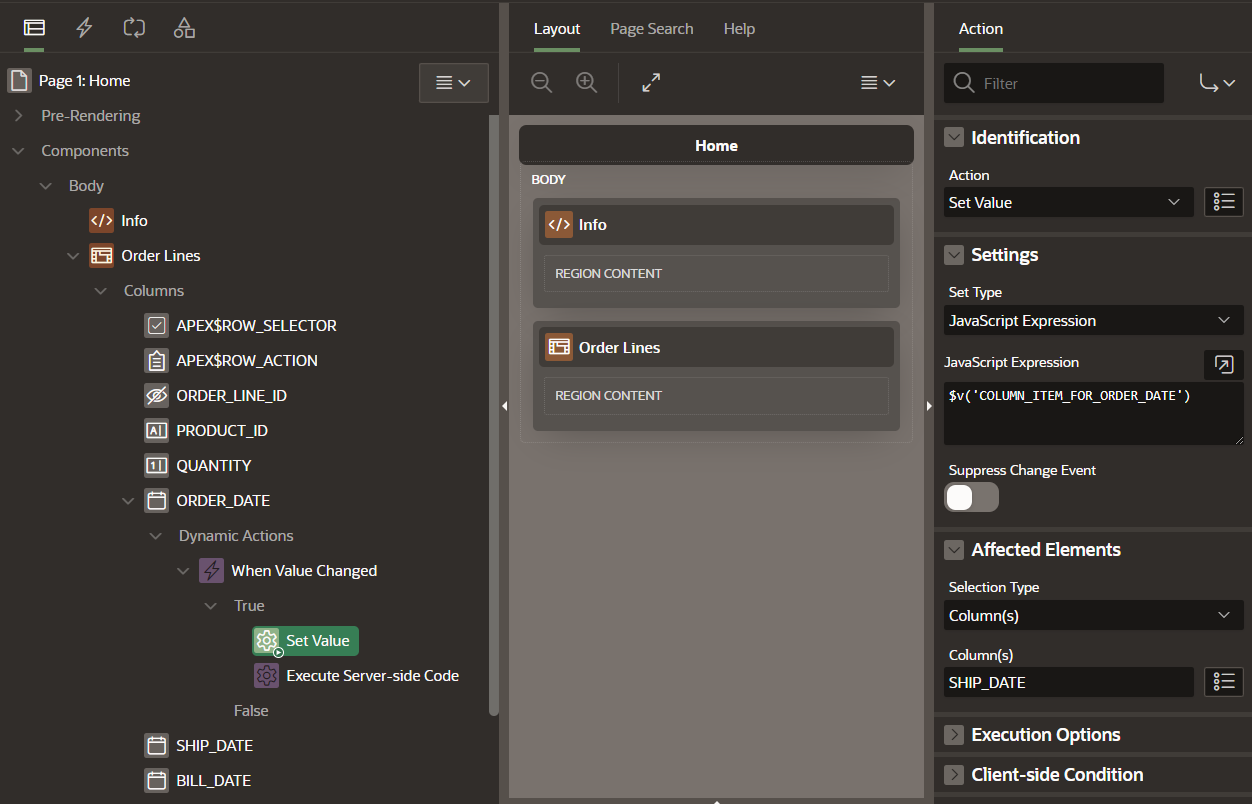 Page 1: Home
Pre-Rendering
Components
Body
Info
Order Lines
Columns
APEX$ROW_SELECTOR
APEX$ROW_ACTION
ORDER_LINE_ID
PRODUCT_ID
QUANTITY
ORDER_DATE
Dynamic Actions
When Value Changed
True
Set Value
Execute Server-side Code
False
SHIP_DATE
BILL_DATE
Layout Page Search Help
Home
BODY
Info
REGION CONTENT
Order Lines
REGION CONTENT
Action
Filter
Identification
Action
Set Value
Settings
Set Type
JavaScript Expression
JavaScript Expression
$v('COLUMN_ITEM_FOR_ORDER_DATE')
Suppress Change Event
Affected Elements
Selection Type
Column(s)
Column(s)
SHIP_DATE
Execution Options
Client-side Condition